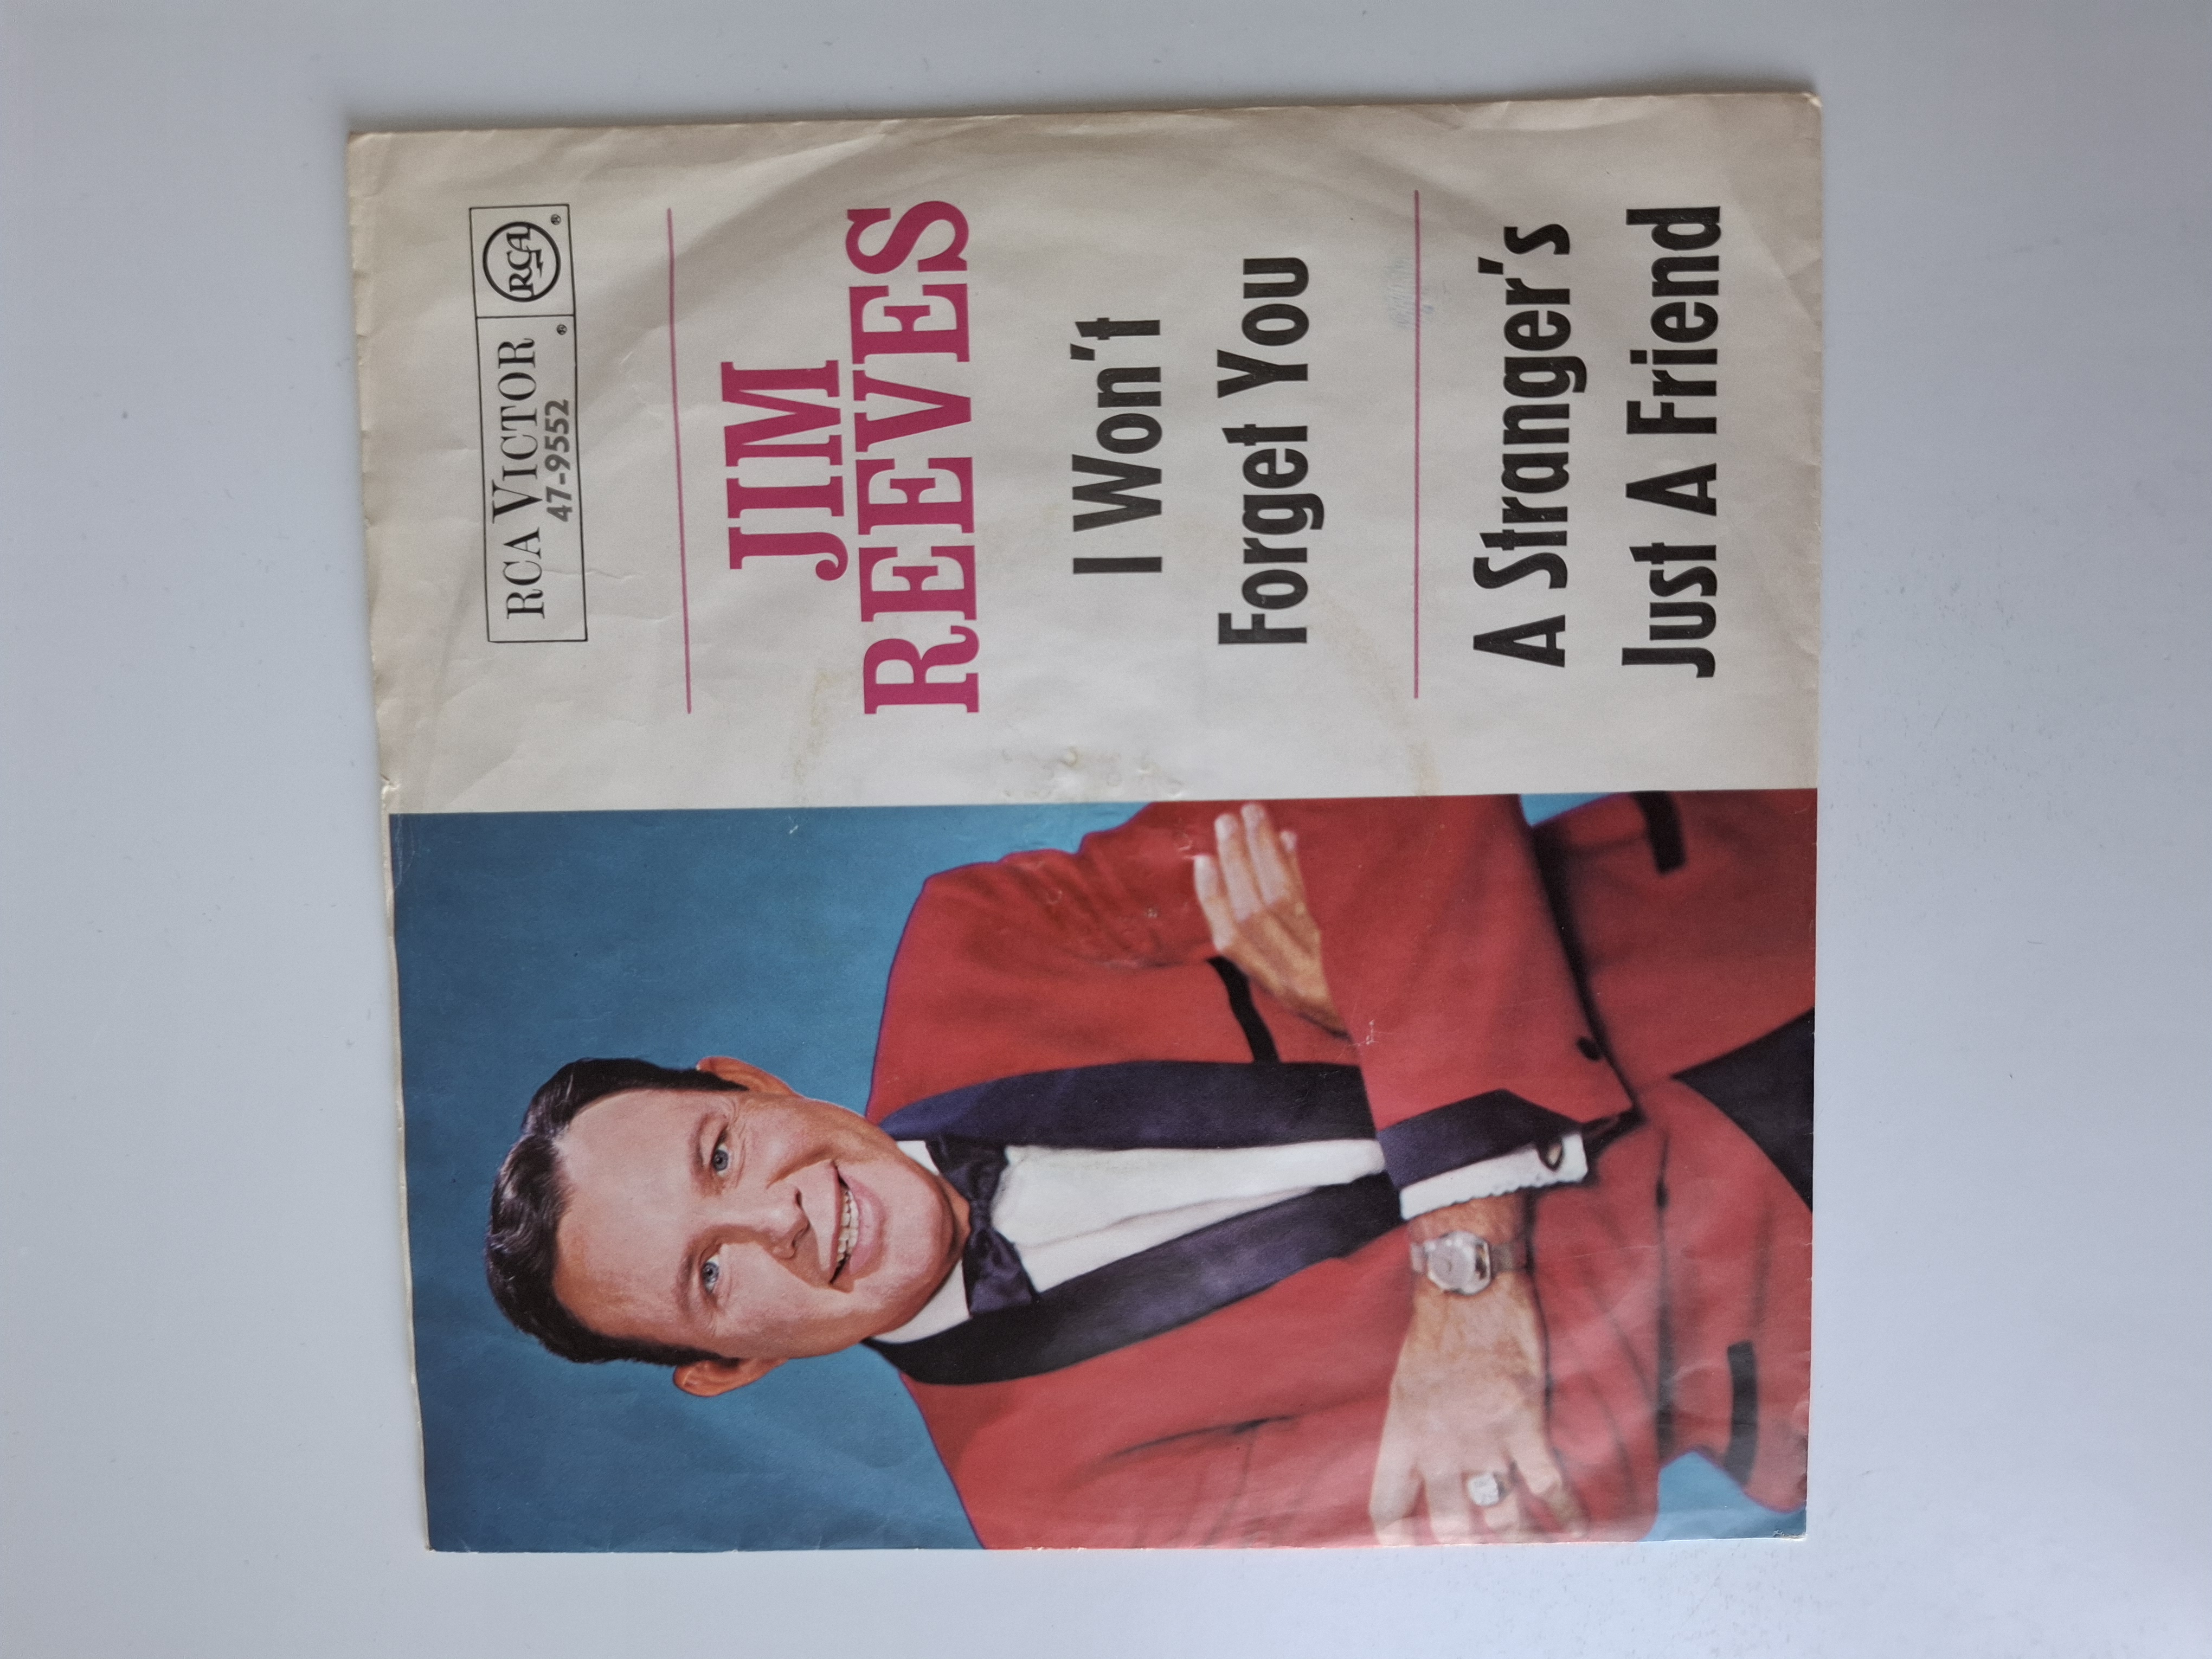 RCA VICTOR ® RCA ®
47-9552
JIM
REEVES
I Won't
Forget You
A Stranger's
Just A Friend